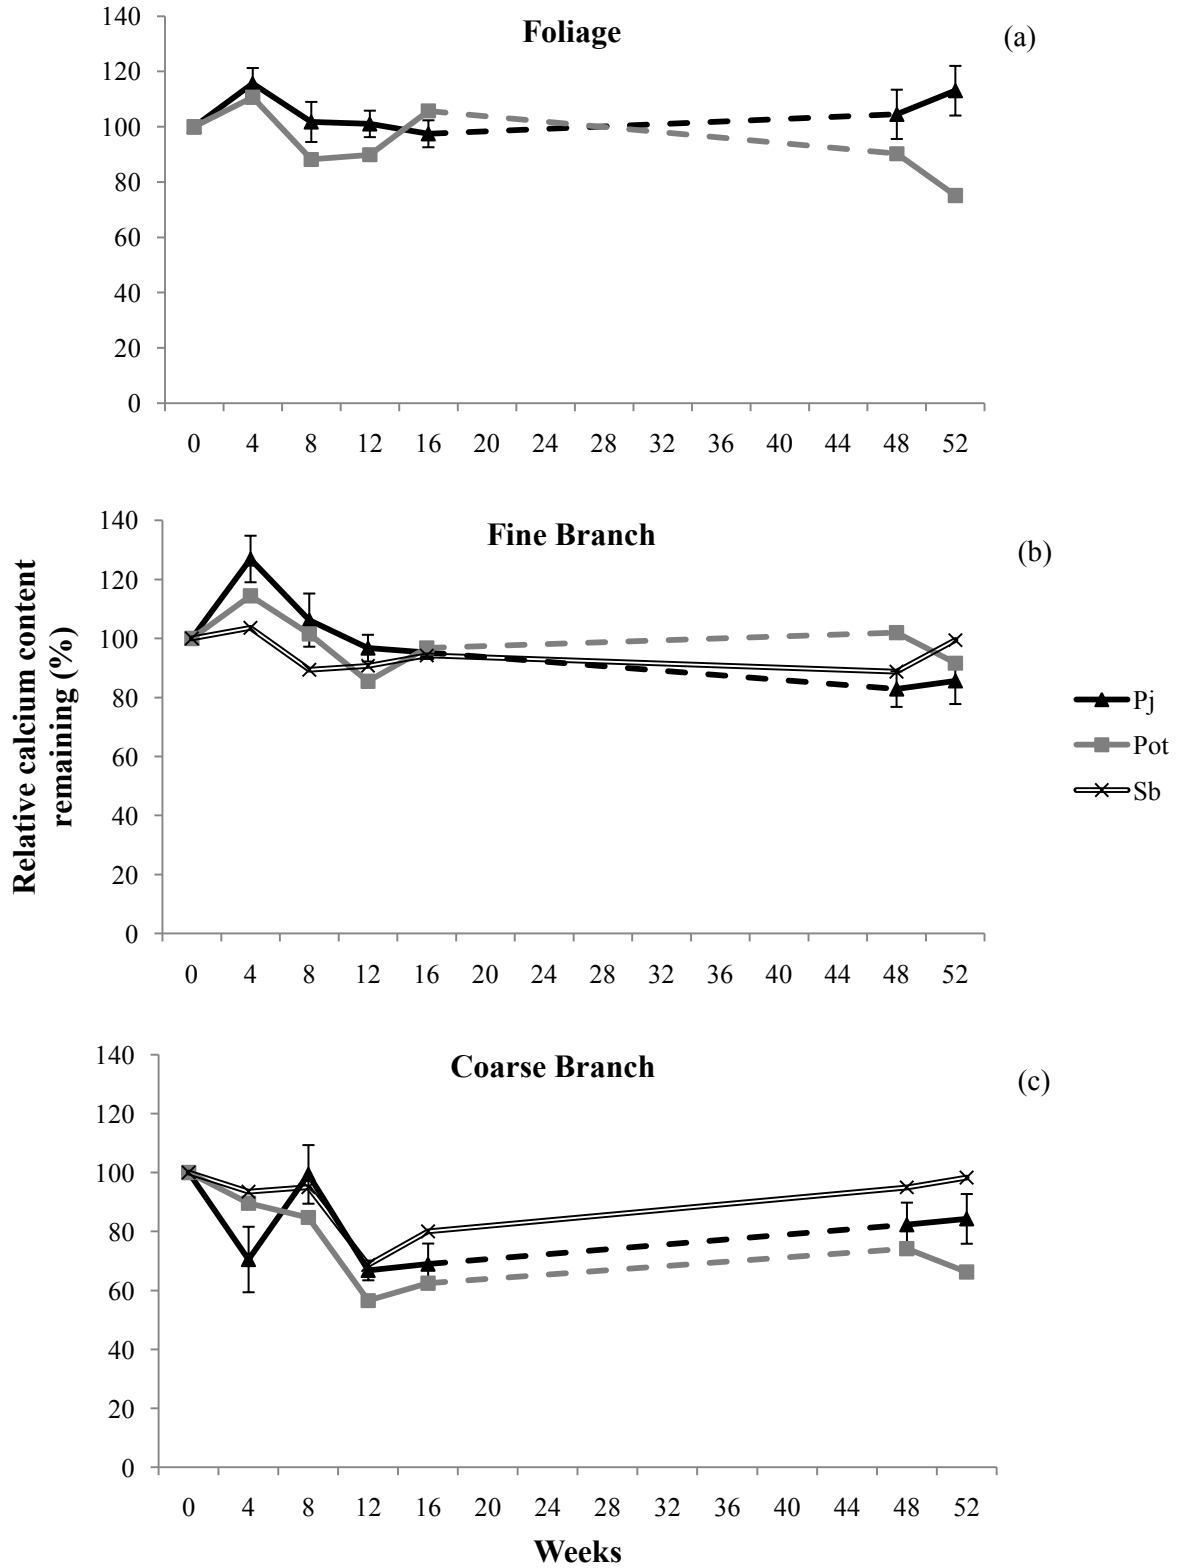 Foliage
(a)
140
120
100
80
60
40
20
0
0 4 8 12 16 20 24 28 32 36 40 44 48 52
Fine Branch
(b)
140
120
100
80
60
40
20
0
0 4 8 12 16 20 24 28 32 36 40 44 48 52
Relative calcium content
remaining (%)
Pj
Pot
Sb
Coarse Branch
(c)
140
120
100
80
60
40
20
0
0 4 8 12 16 20 24 28 32 36 40 44 48 52
Weeks